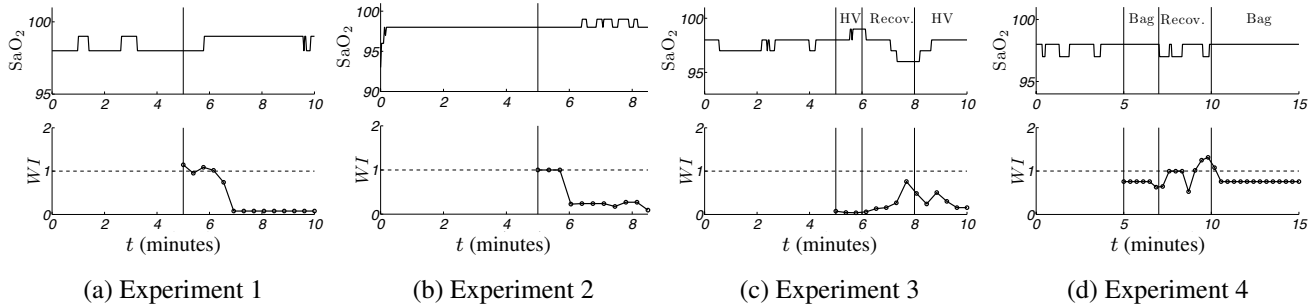 100
95
SaO2
0 2 4 6 8 10
2
1
0
WI
0 2 4 6 8 10
t (minutes)
(a) Experiment 1
100
95
90
SaO2
0 2 4 6 8
2
1
0
WI
0 2 4 6 8
t (minutes)
(b) Experiment 2
HV Recov. HV
100
95
SaO2
0 2 4 6 8 10
2
1
0
WI
0 2 4 6 8 10
t (minutes)
(c) Experiment 3
Bag Recov. Bag
100
95
SaO2
0 5 10 15
2
1
0
WI
0 5 10 15
t (minutes)
(d) Experiment 4